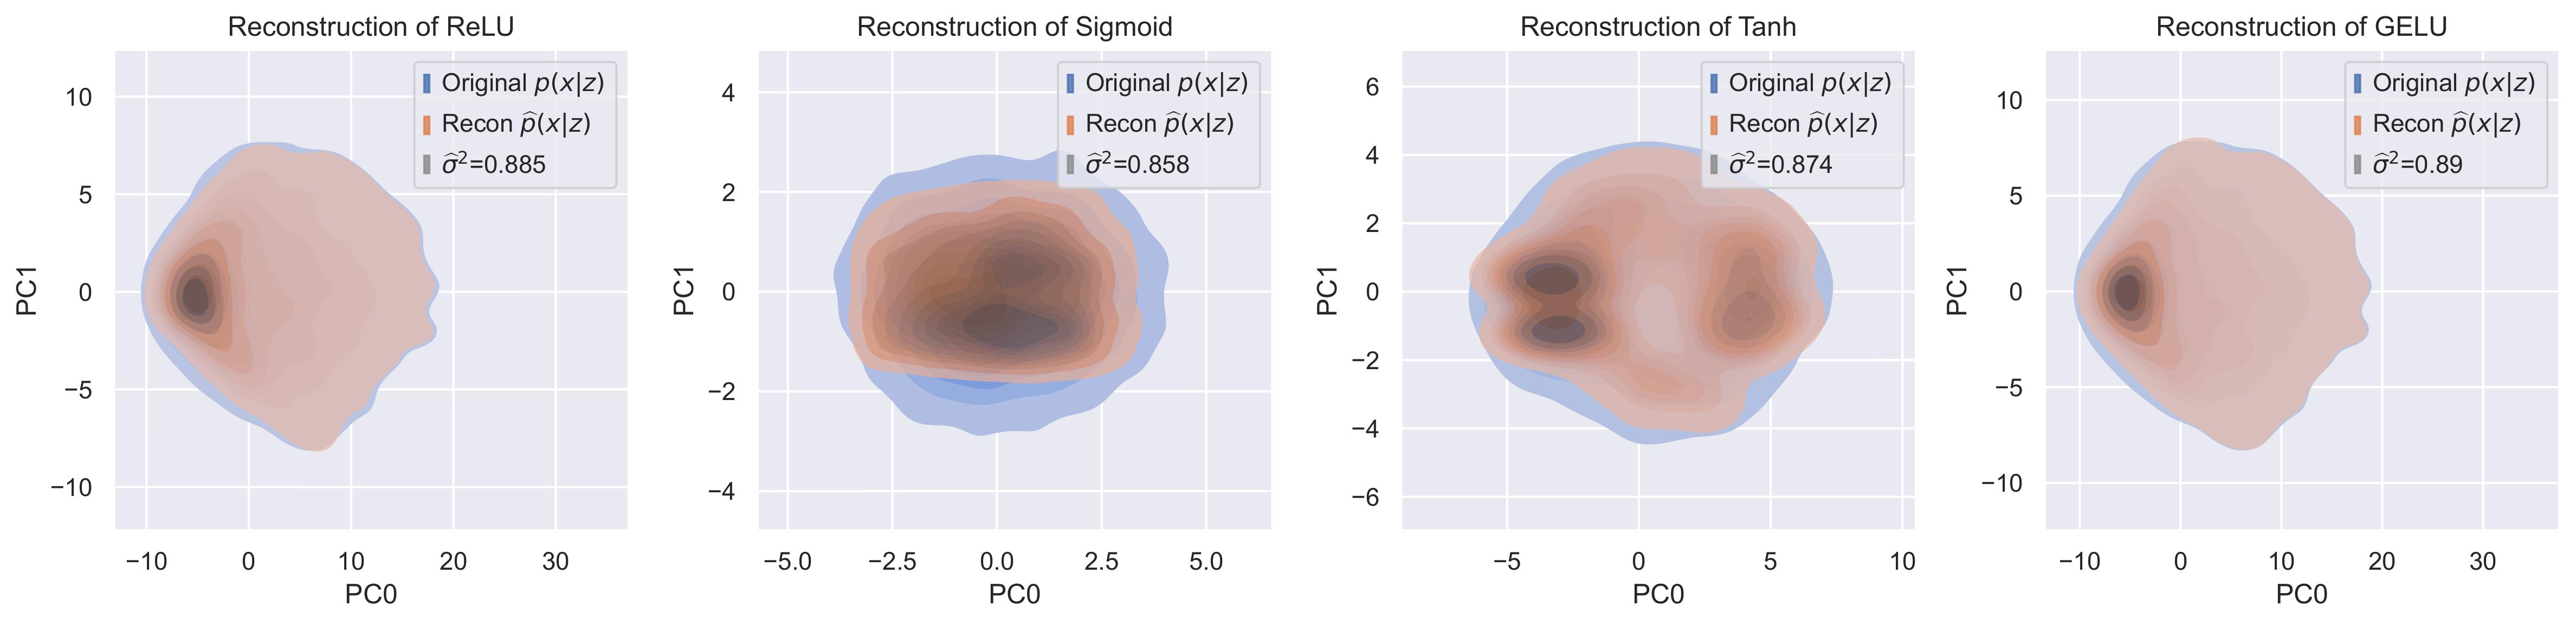 Reconstruction of ReLU
Original p(x|z)
Recon p̂(x|z)
σ̂²=0.885
10
5
0
−5
−10
PC1
−10 0 10 20 30
PC0
Reconstruction of Sigmoid
Original p(x|z)
Recon p̂(x|z)
σ̂²=0.858
4
2
0
−2
−4
PC1
−5.0 −2.5 0.0 2.5 5.0
PC0
Reconstruction of Tanh
Original p(x|z)
Recon p̂(x|z)
σ̂²=0.874
6
4
2
0
−2
−4
−6
PC1
−5 0 5 10
PC0
Reconstruction of GELU
Original p(x|z)
Recon p̂(x|z)
σ̂²=0.89
10
5
0
−5
−10
PC1
−10 0 10 20 30
PC0